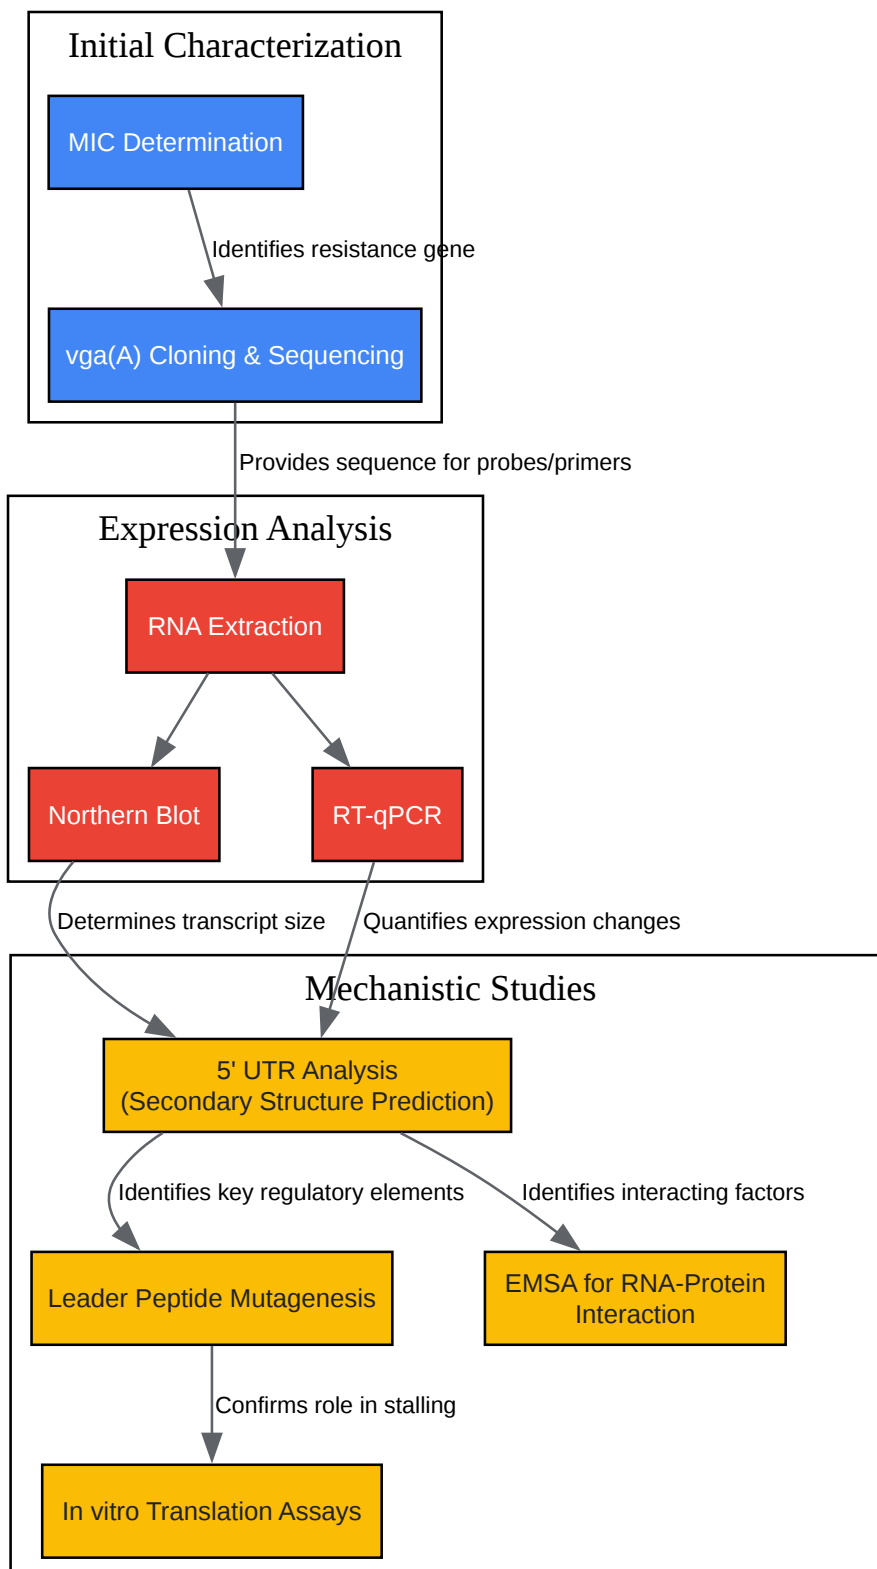 Initial Characterization
MIC Determination
Identifies resistance gene
vga(A) Cloning & Sequencing
Provides sequence for probes/primers
Expression Analysis
RNA Extraction
Northern Blot
RT-qPCR
Determines transcript size
Quantifies expression changes
Mechanistic Studies
5' UTR Analysis
(Secondary Structure Prediction)
Identifies key regulatory elements
Identifies interacting factors
Leader Peptide Mutagenesis
EMSA for RNA-Protein
Interaction
Confirms role in stalling
In vitro Translation Assays